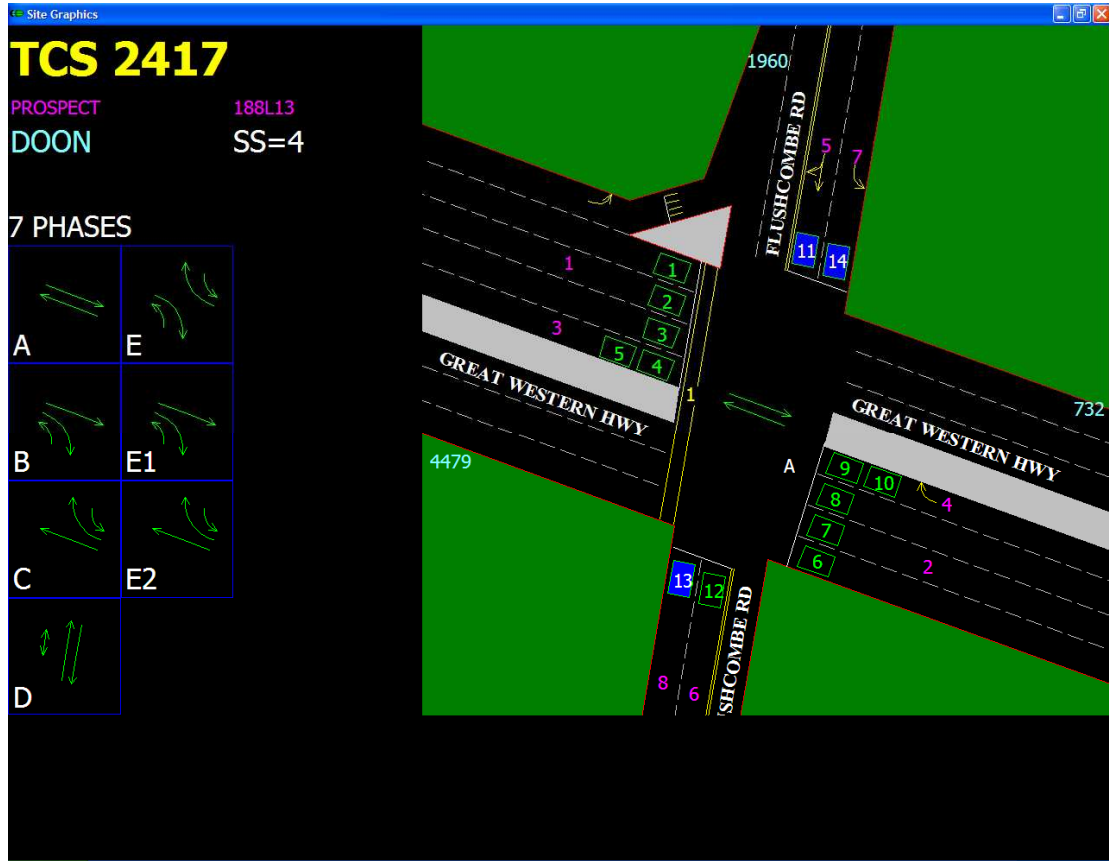 Site Graphics
TCS 2417
PROSPECT 188L13
DOON SS=4
7 PHASES
A E
B E1
C E2
D
1960
FLUSHCOMBE RD
5 7
11 14
1
1
2
3
3
5 4
GREAT WESTERN HWY
1
GREAT WESTERN HWY
732
4479
A
9 10
8
4
7
6
2
13 12
8 6
USHCOMBE RD